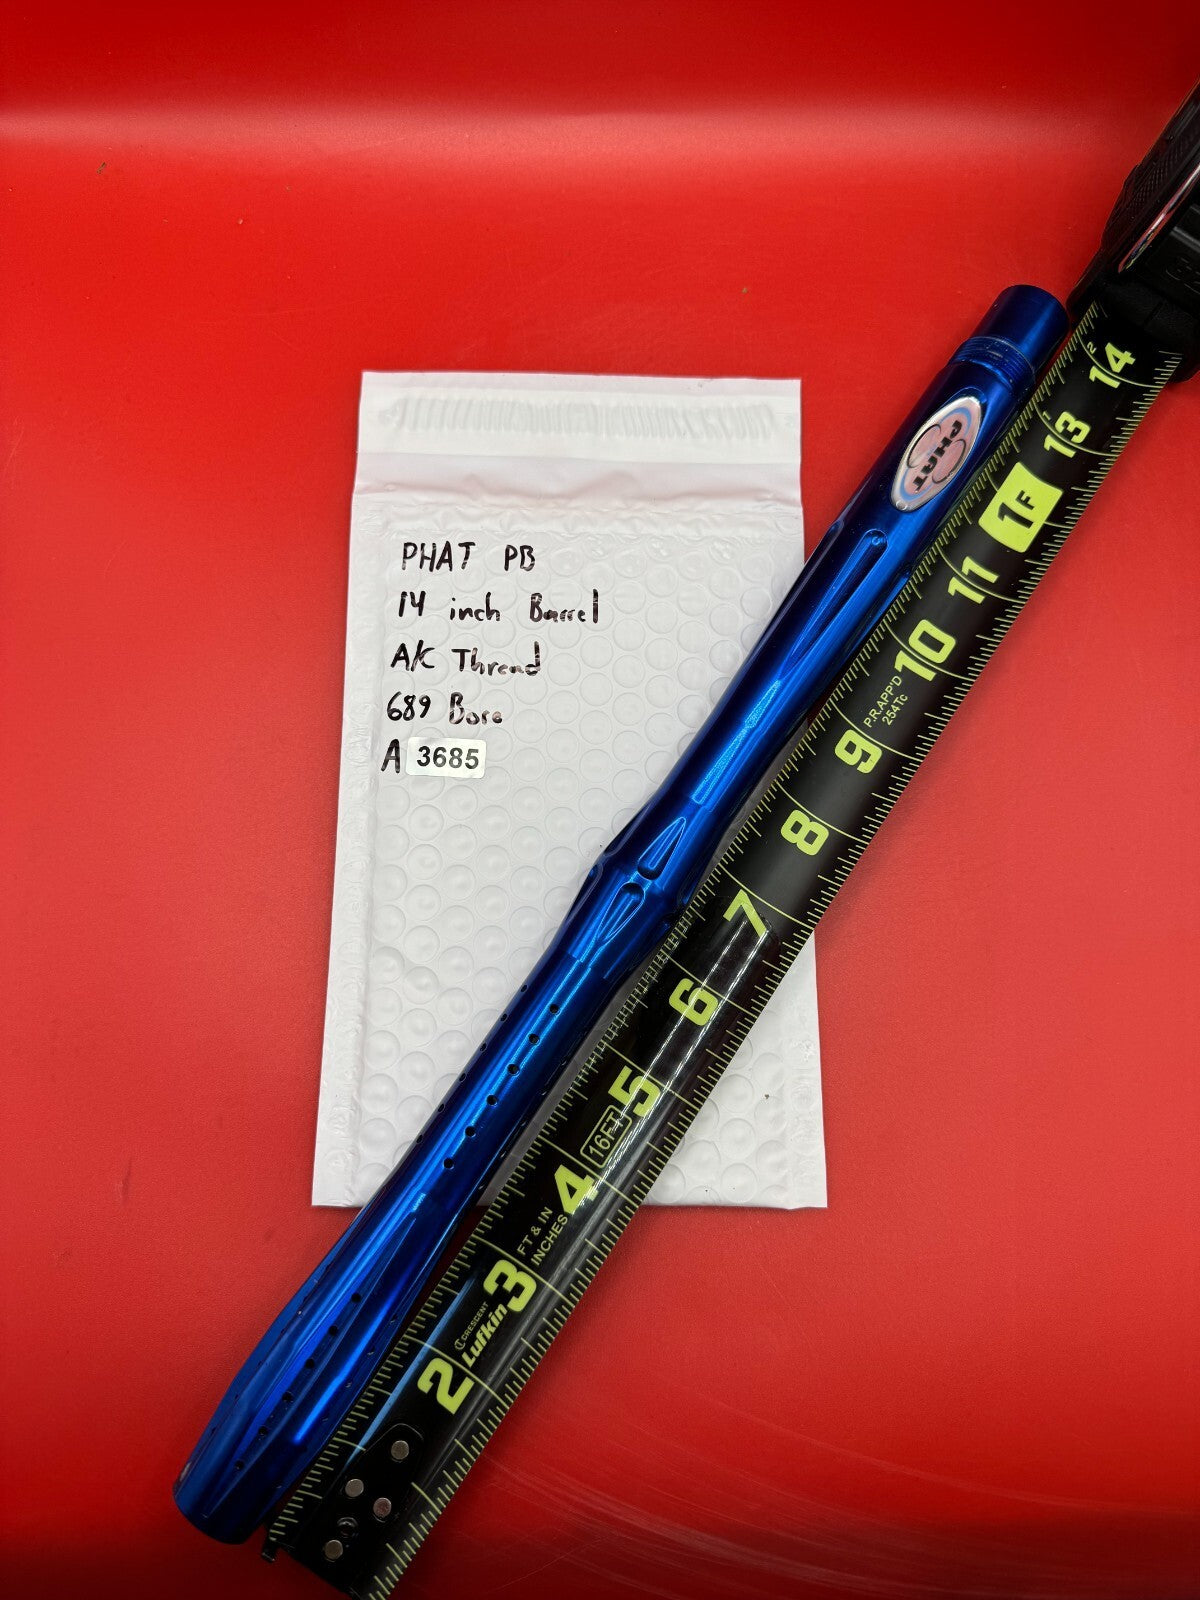 PHAT PB
14 inch Barrel
A/C Thread
689 Bore
A 3685
PHAT
14
13
1F
11
10
P.R.APP'D
254Tc
9
8
7
6
5
16FT
4
FT & IN
INCHES
3
CRESCENT
Lufkin
2